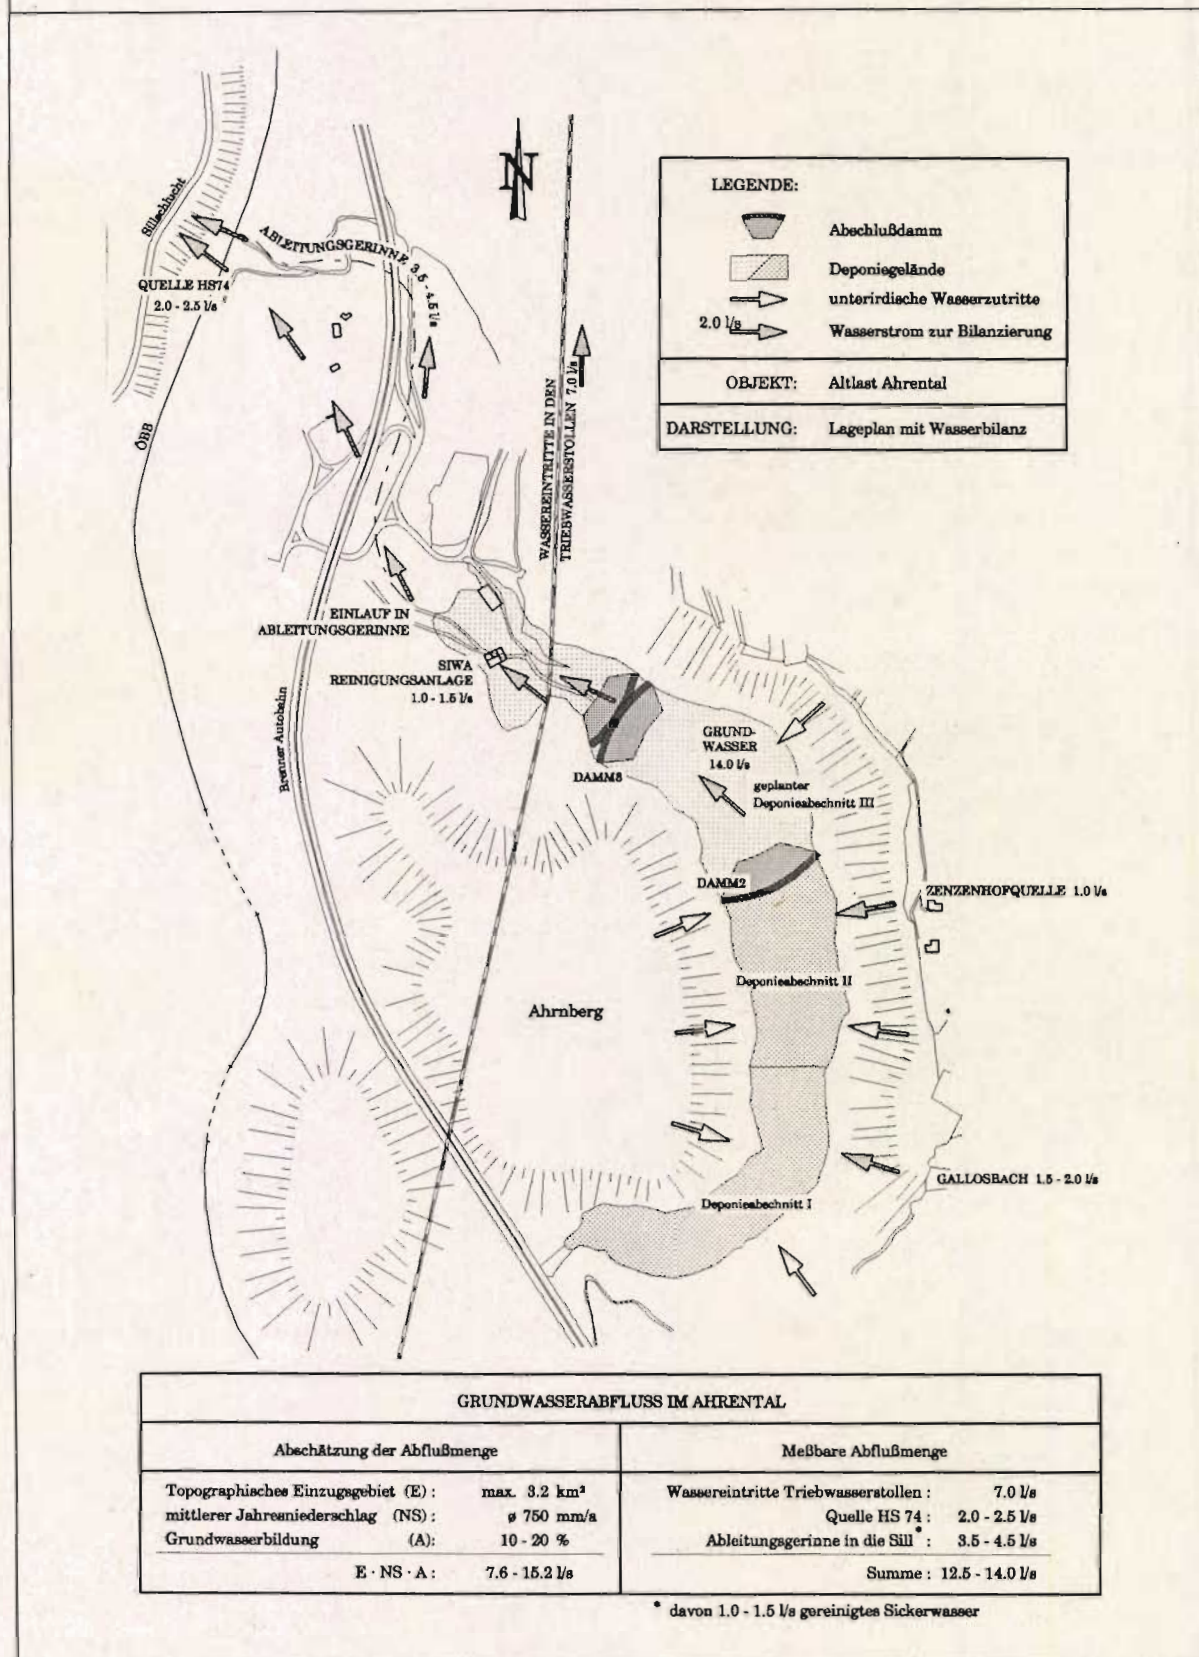 N
LEGENDE:
Abschlußdamm
Deponiegelände
unterirdische Wasserzutritte
2.0 l/s
Wasserstrom zur Bilanzierung
OBJEKT: Altlast Ahrental
DARSTELLUNG: Lageplan mit Wasserbilanz
Sillschlucht
ABLEITUNGSGERINNE 3.5 - 4.5 l/s
QUELLE HS74
2.0 - 2.5 l/s
ÖBB
WASSEREINTRITTE IN DEN
TRIEBWASSERSTOLLEN 7.0 l/s
EINLAUF IN
ABLEITUNGSGERINNE
SIWA
REINIGUNGSANLAGE
1.0 - 1.5 l/s
Brenner Autobahn
GRUND-
WASSER
14.0 l/s
DAMM3
geplanter
Deponieabschnitt III
DAMM2
ZENZENHOFQUELLE 1.0 l/s
Deponieabschnitt II
Ahrnberg
GALLOSBACH 1.5 - 2.0 l/s
Deponieabschnitt I
GRUNDWASSERABFLUSS IM AHRENTAL
Abschätzung der Abflußmenge
Topographisches Einzugsgebiet (E) : max. 3.2 km²
mittlerer Jahresniederschlag (NS) : ø 750 mm/a
Grundwasserbildung (A): 10 - 20 %
E · NS · A : 7.6 - 15.2 l/s
Meßbare Abflußmenge
Wassereintritte Triebwasserstollen : 7.0 l/s
Quelle HS 74 : 2.0 - 2.5 l/s
Ableitungsgerinne in die Sill * : 3.5 - 4.5 l/s
Summe : 12.5 - 14.0 l/s
* davon 1.0 - 1.5 l/s gereinigtes Sickerwasser